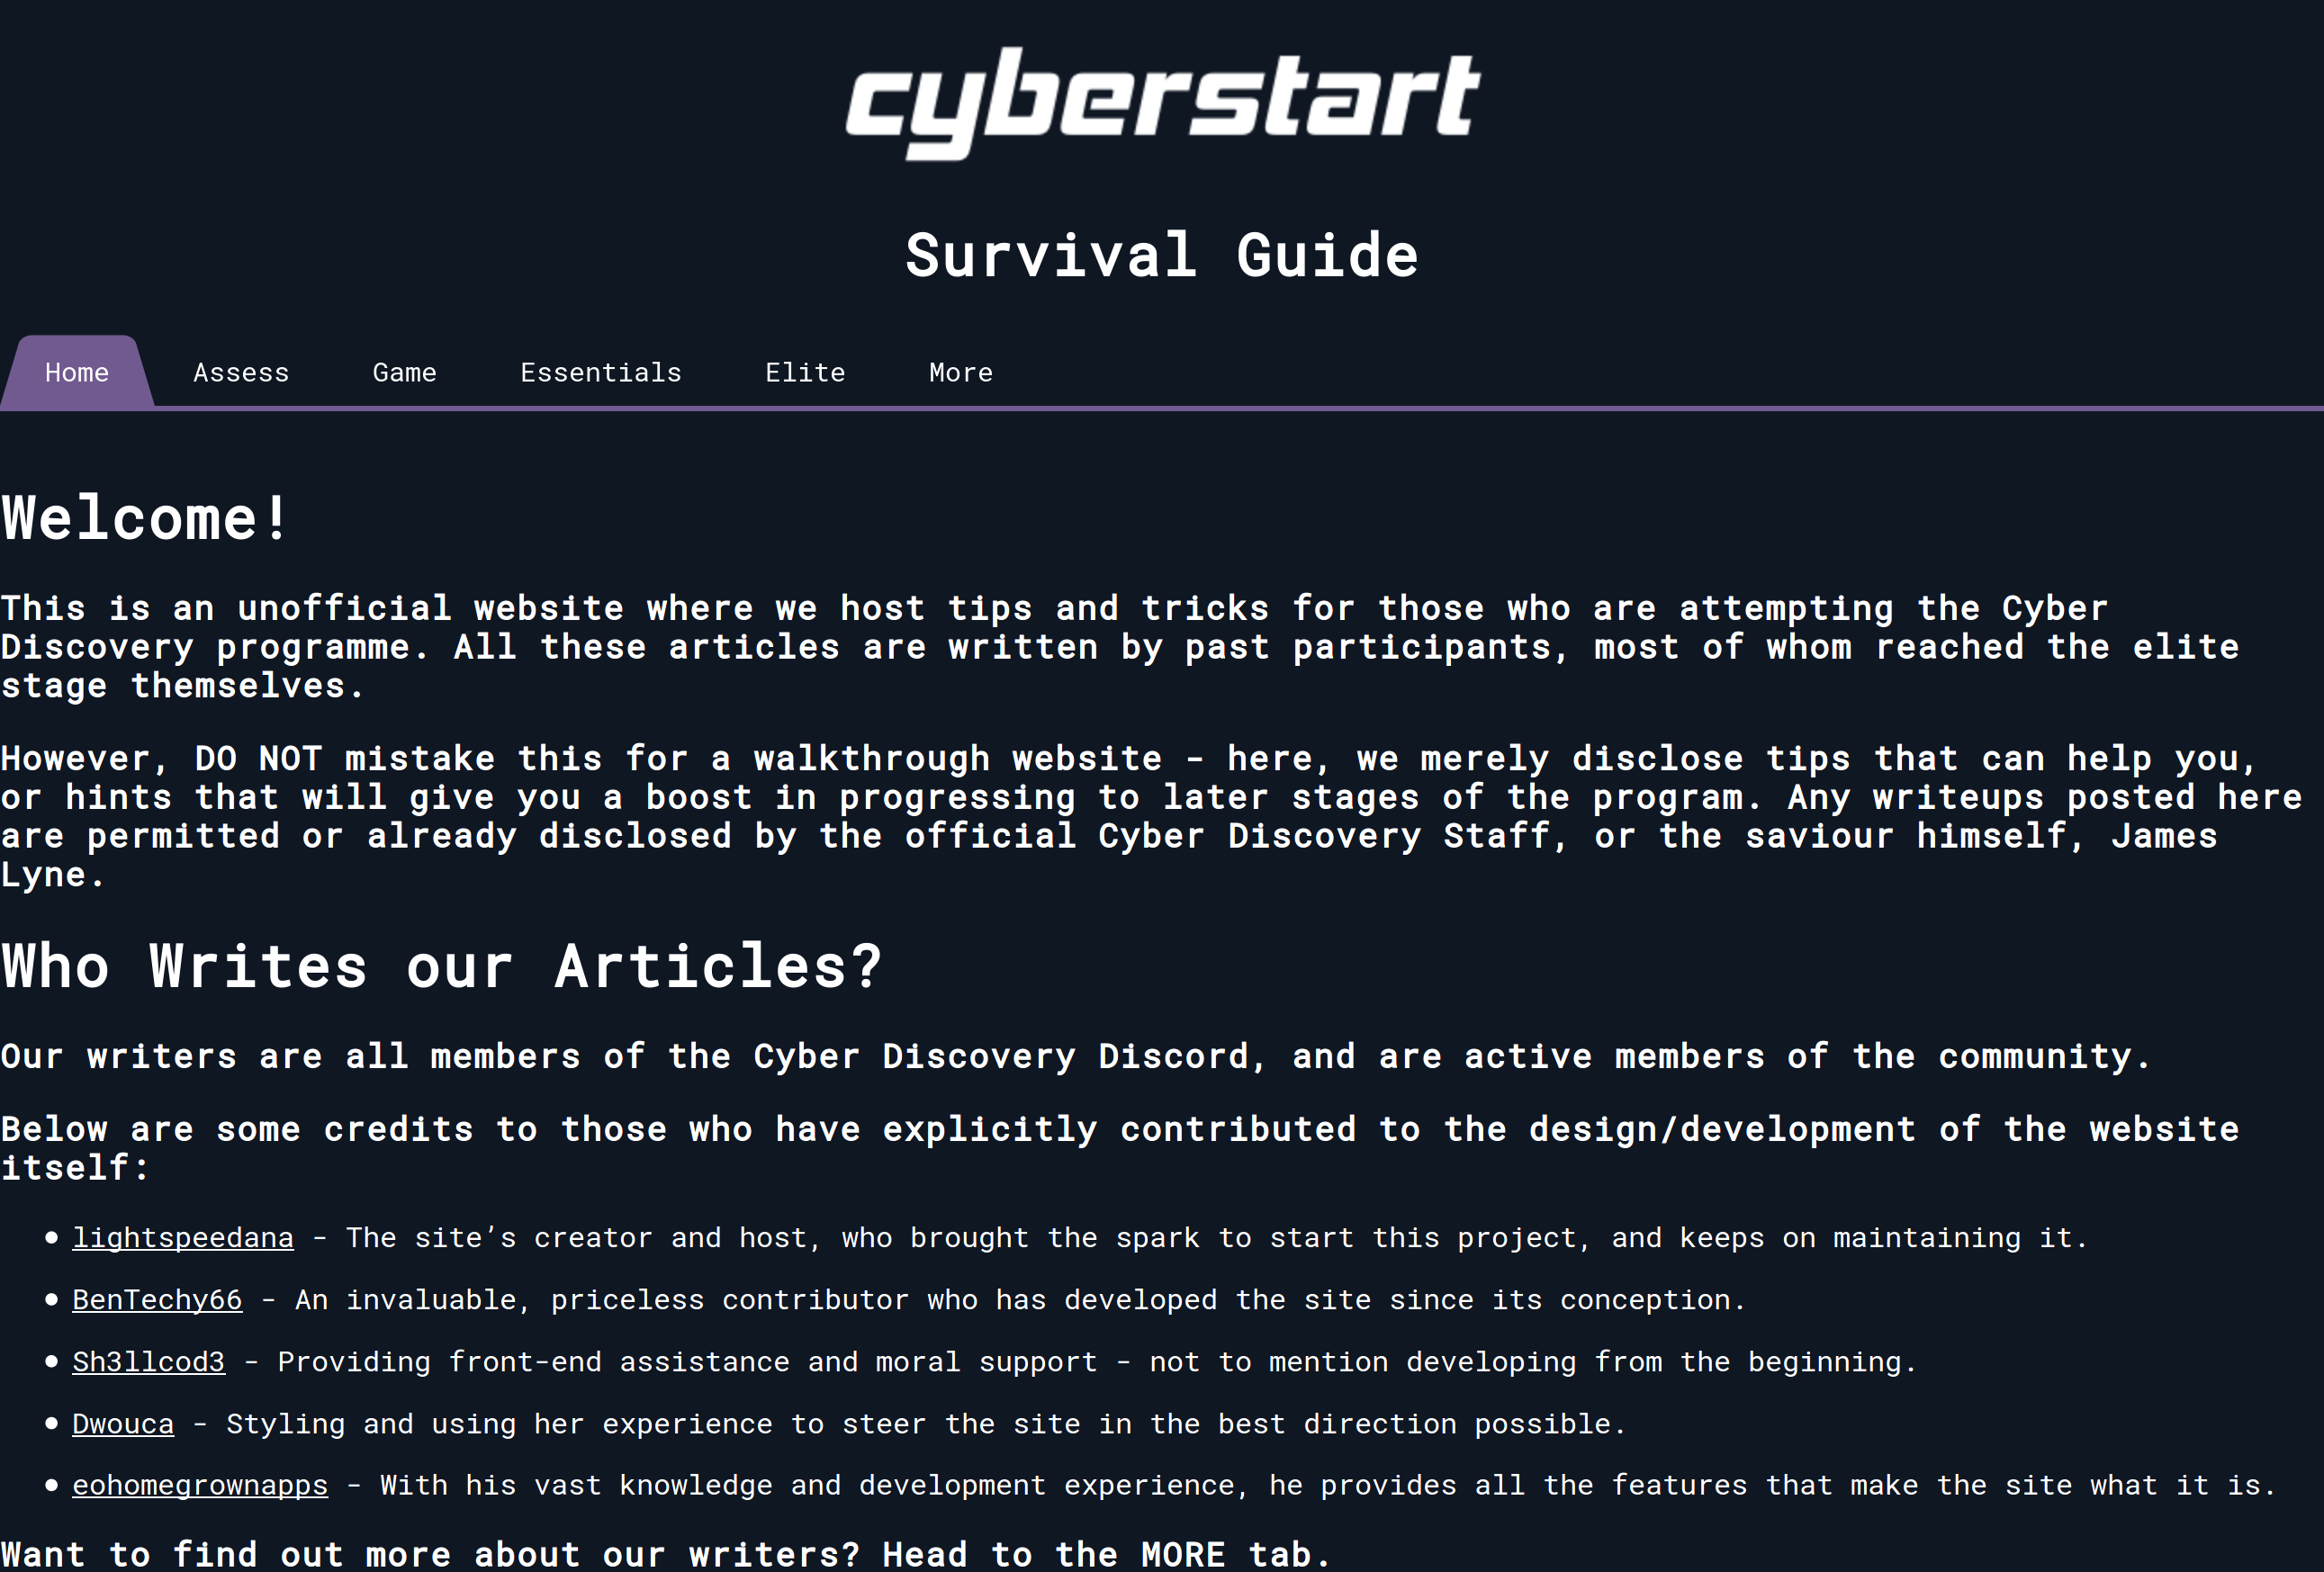 cyberstart
Survival Guide
Home Assess Game Essentials Elite More
Welcome!
This is an unofficial website where we host tips and tricks for those who are attempting the Cyber
Discovery programme. All these articles are written by past participants, most of whom reached the elite
stage themselves.
However, DO NOT mistake this for a walkthrough website - here, we merely disclose tips that can help you,
or hints that will give you a boost in progressing to later stages of the program. Any writeups posted here
are permitted or already disclosed by the official Cyber Discovery Staff, or the saviour himself, James
Lyne.
Who Writes our Articles?
Our writers are all members of the Cyber Discovery Discord, and are active members of the community.
Below are some credits to those who have explicitly contributed to the design/development of the website
itself:
• lightspeedana - The site’s creator and host, who brought the spark to start this project, and keeps on maintaining it.
• BenTechy66 - An invaluable, priceless contributor who has developed the site since its conception.
• Sh3llcod3 - Providing front-end assistance and moral support - not to mention developing from the beginning.
• Dwouca - Styling and using her experience to steer the site in the best direction possible.
• eohomegrownapps - With his vast knowledge and development experience, he provides all the features that make the site what it is.
Want to find out more about our writers? Head to the MORE tab.